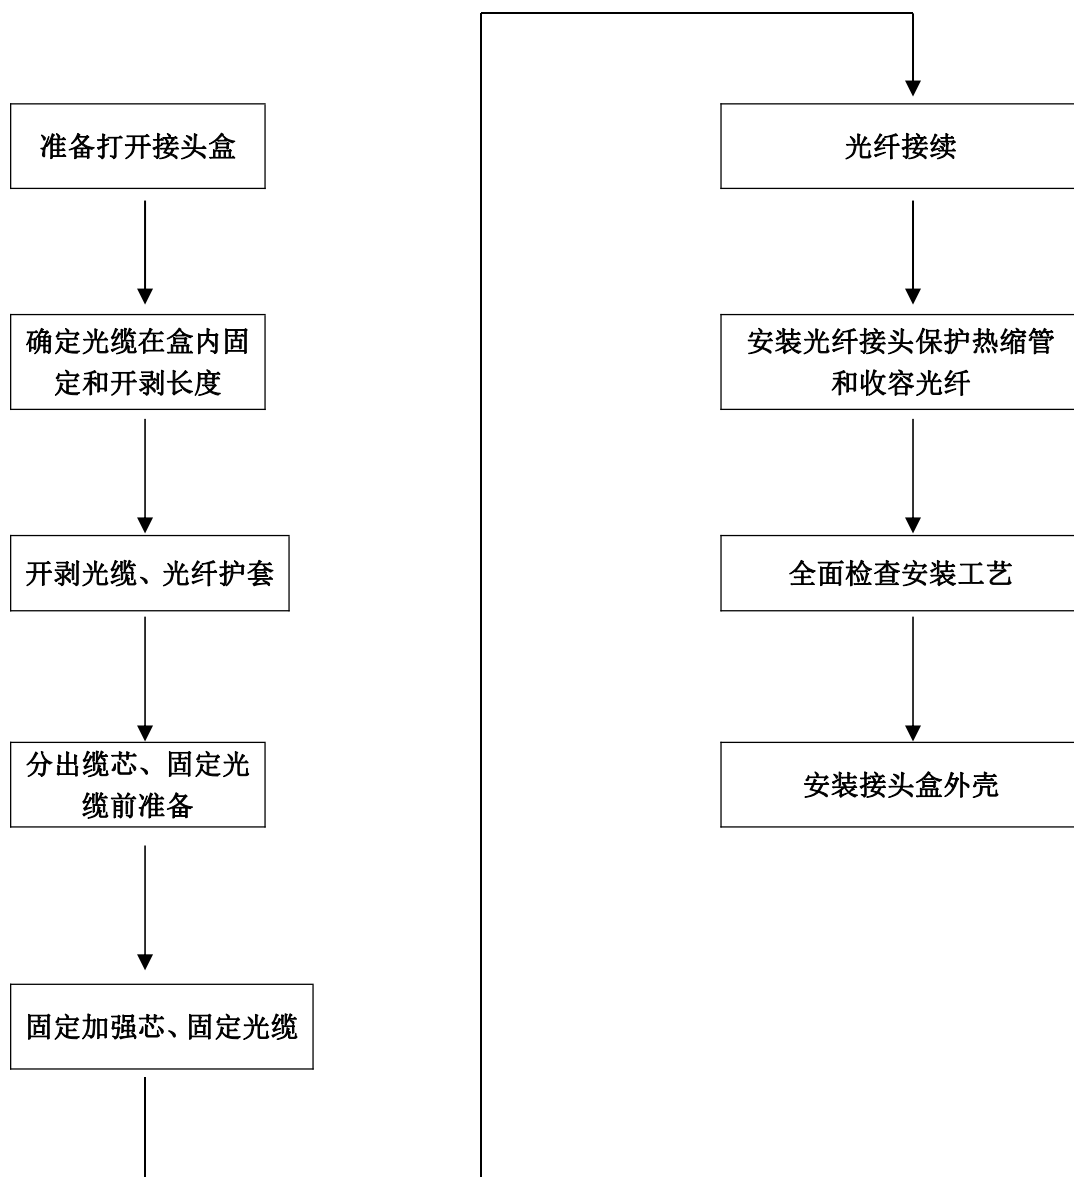 准备打开接头盒
确定光缆在盒内固
定和开剥长度
开剥光缆、光纤护套
分出缆芯、固定光
缆前准备
固定加强芯、固定光缆
光纤接续
安装光纤接头保护热缩管
和收容光纤
全面检查安装工艺
安装接头盒外壳